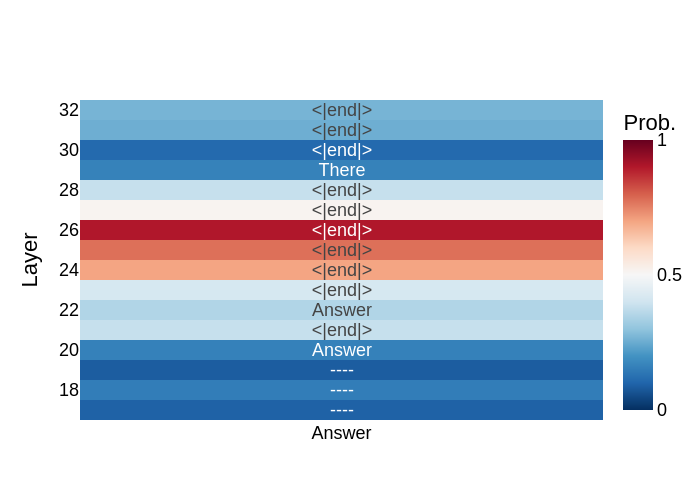 Prob.
32 <|end|>
<|end|>
30 <|end|>
There
28 <|end|>
<|end|>
26 <|end|>
<|end|>
24 <|end|>
<|end|>
22 Answer
<|end|>
20 Answer
----
18 ----
----
Answer
Layer
1
0.5
0